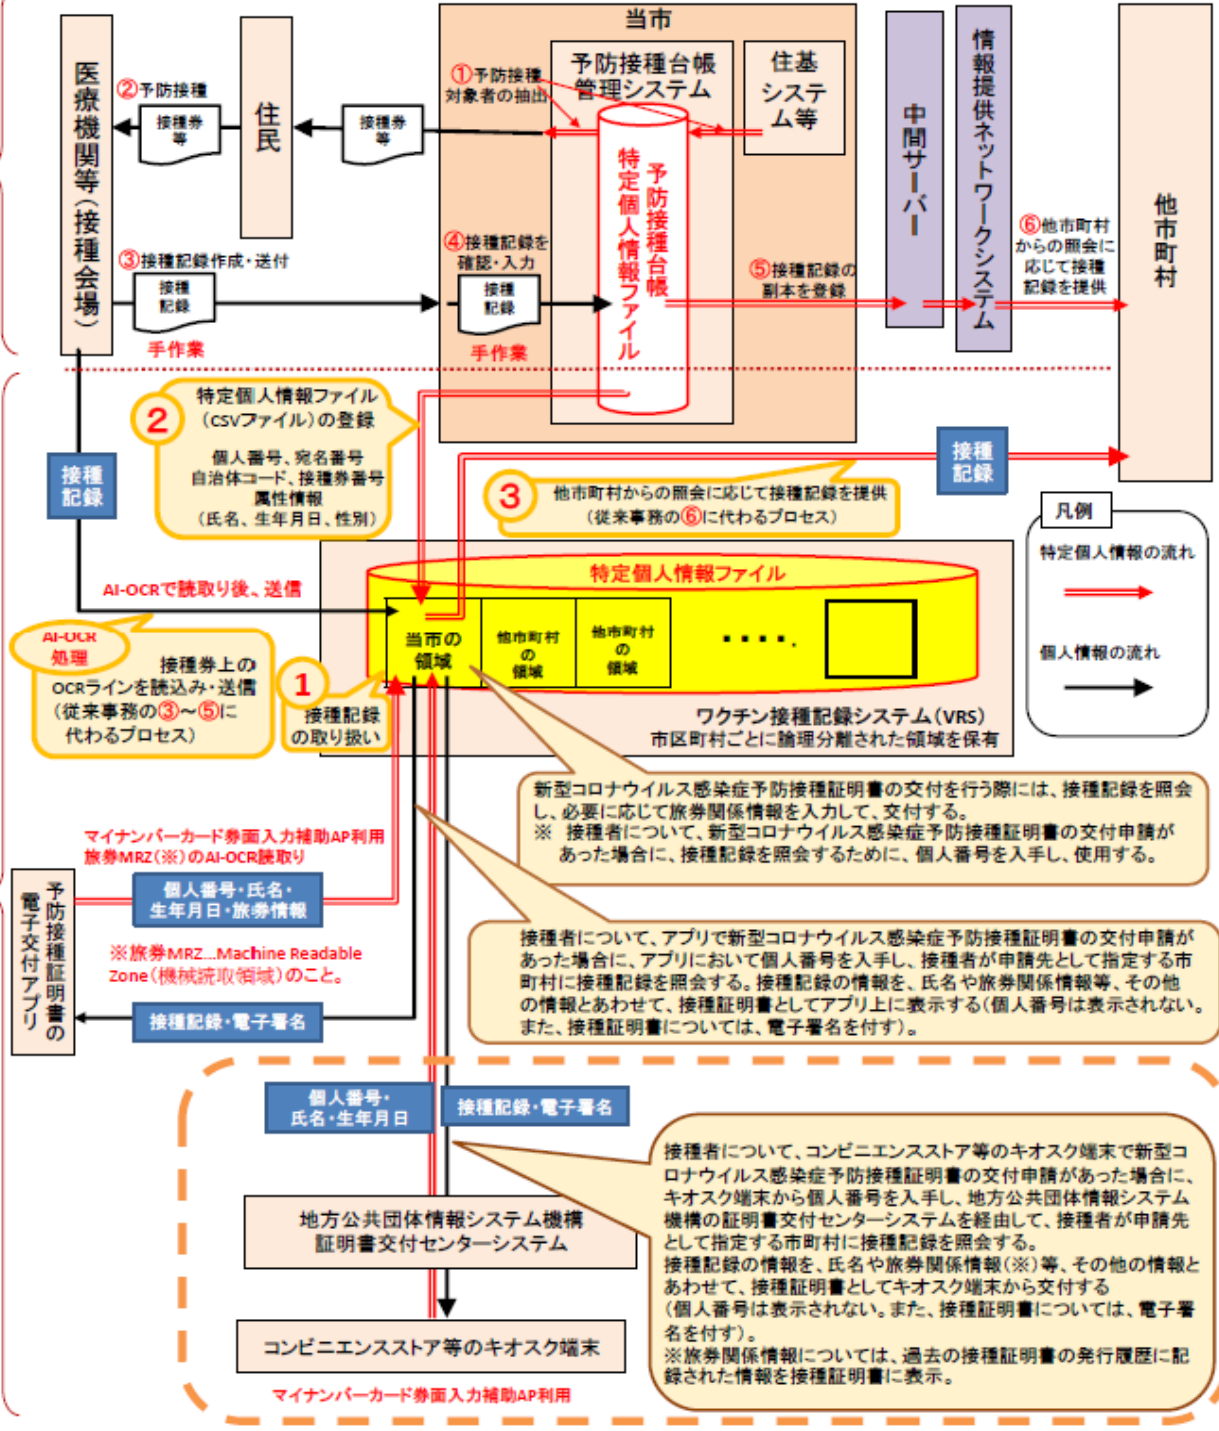 当市
医療機関等(接種会場)
②予防接種
接種券
等
住民
接種券
等
①予防接種
対象者の抽出
予防接種台帳
管理システム
住基
システ
ム等
予防接種台帳
特定個人情報ファイル
中間サーバー
情報提供ネットワークシステム
他市町村
③接種記録作成・送付
接種
記録
手作業
④接種記録を
確認・入力
接種
記録
手作業
⑤接種記録の
副本を登録
⑥他市町村
からの照会に
応じて接種
記録を提供
2
特定個人情報ファイル
(CSVファイル)の登録
個人番号、宛名番号
自治体コード、接種券番号
属性情報
(氏名、生年月日、性別)
接種
記録
接種
記録
3
他市町村からの照会に応じて接種記録を提供
(従来事務の⑥に代わるプロセス)
凡例
特定個人情報の流れ
個人情報の流れ
AI-OCRで読取り後、送信
特定個人情報ファイル
当市の
領域
他市町村
の
領域
他市町村
の
領域
・・・・.
AI-OCR
処理
接種券上の
OCRラインを読込み・送信
(従来事務の③～⑤に
代わるプロセス)
1
接種記録
の取り扱い
ワクチン接種記録システム(VRS)
市区町村ごとに論理分離された領域を保有
新型コロナウイルス感染症予防接種証明書の交付を行う際には、接種記録を照会
し、必要に応じて旅券関係情報を入力して、交付する。
※ 接種者について、新型コロナウイルス感染症予防接種証明書の交付申請が
あった場合に、接種記録を照会するために、個人番号を入手し、使用する。
マイナンバーカード券面入力補助AP利用
旅券MRZ(※)のAI-OCR読取り
予防接種証明書の
電子交付アプリ
個人番号・氏名・
生年月日・旅券情報
※旅券MRZ...Machine Readable
Zone(機械読取領域)のこと。
接種記録・電子署名
接種者について、アプリで新型コロナウイルス感染症予防接種証明書の交付申請が
あった場合に、アプリにおいて個人番号を入手し、接種者が申請先として指定する市
町村に接種記録を照会する。接種記録の情報を、氏名や旅券関係情報等、その他
の情報とあわせて、接種証明書としてアプリ上に表示する(個人番号は表示されない。
また、接種証明書については、電子署名を付す)。
個人番号・
氏名・生年月日
接種記録・電子署名
接種者について、コンビニエンスストア等のキオスク端末で新型コ
ロナウイルス感染症予防接種証明書の交付申請があった場合に、
キオスク端末から個人番号を入手し、地方公共団体情報システム
機構の証明書交付センターシステムを経由して、接種者が申請先
として指定する市町村に接種記録を照会する。
接種記録の情報を、氏名や旅券関係情報(※)等、その他の情報と
あわせて、接種証明書としてキオスク端末から交付する
(個人番号は表示されない。また、接種証明書については、電子署
名を付す)。
※旅券関係情報については、過去の接種証明書の発行履歴に記
録された情報を接種証明書に表示。
地方公共団体情報システム機構
証明書交付センターシステム
コンビニエンスストア等のキオスク端末
マイナンバーカード券面入力補助AP利用